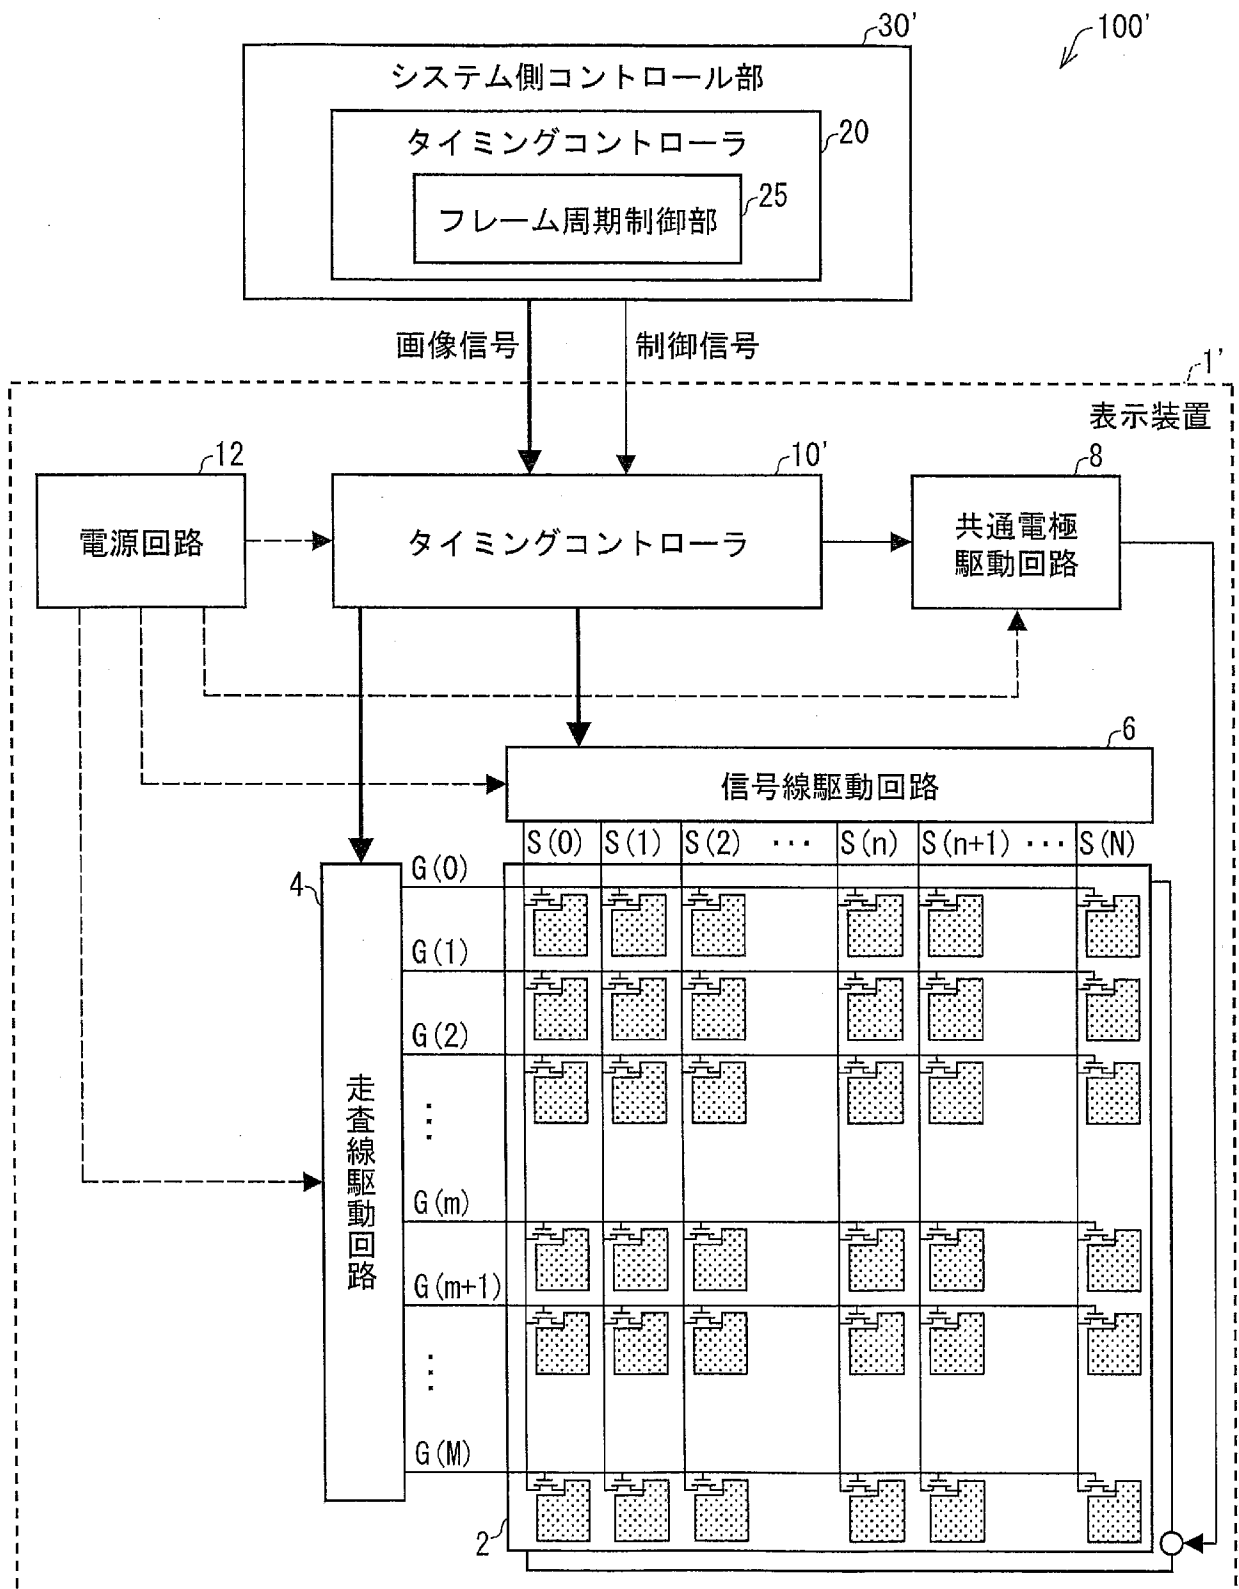 100'
30'
システム側コントロール部
20
タイミングコントローラ
25
フレーム周期制御部
画像信号
制御信号
1'
表示装置
12
電源回路
10'
タイミングコントローラ
8
共通電極
駆動回路
6
信号線駆動回路
S(0) S(1) S(2) ··· S(n) S(n+1) ··· S(N)
4
走査線駆動回路
G(0)
G(1)
G(2)
⋮
G(m)
G(m+1)
⋮
G(M)
2